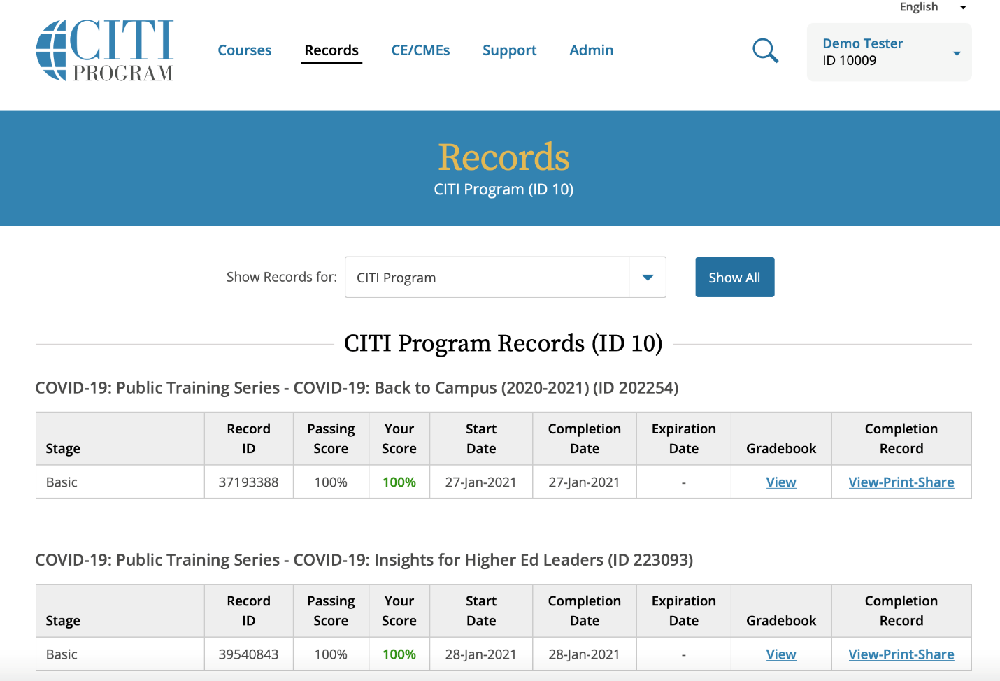 English
CITI
PROGRAM
Courses Records CE/CMEs Support Admin
Demo Tester
ID 10009
Records
CITI Program (ID 10)
Show Records for: CITI Program Show All
CITI Program Records (ID 10)
COVID-19: Public Training Series - COVID-19: Back to Campus (2020-2021) (ID 202254)
Stage Record ID Passing Score Your Score Start Date Completion Date Expiration Date Gradebook Completion Record
Basic 37193388 100% 100% 27-Jan-2021 27-Jan-2021 - View View-Print-Share
COVID-19: Public Training Series - COVID-19: Insights for Higher Ed Leaders (ID 223093)
Stage Record ID Passing Score Your Score Start Date Completion Date Expiration Date Gradebook Completion Record
Basic 39540843 100% 100% 28-Jan-2021 28-Jan-2021 - View View-Print-Share